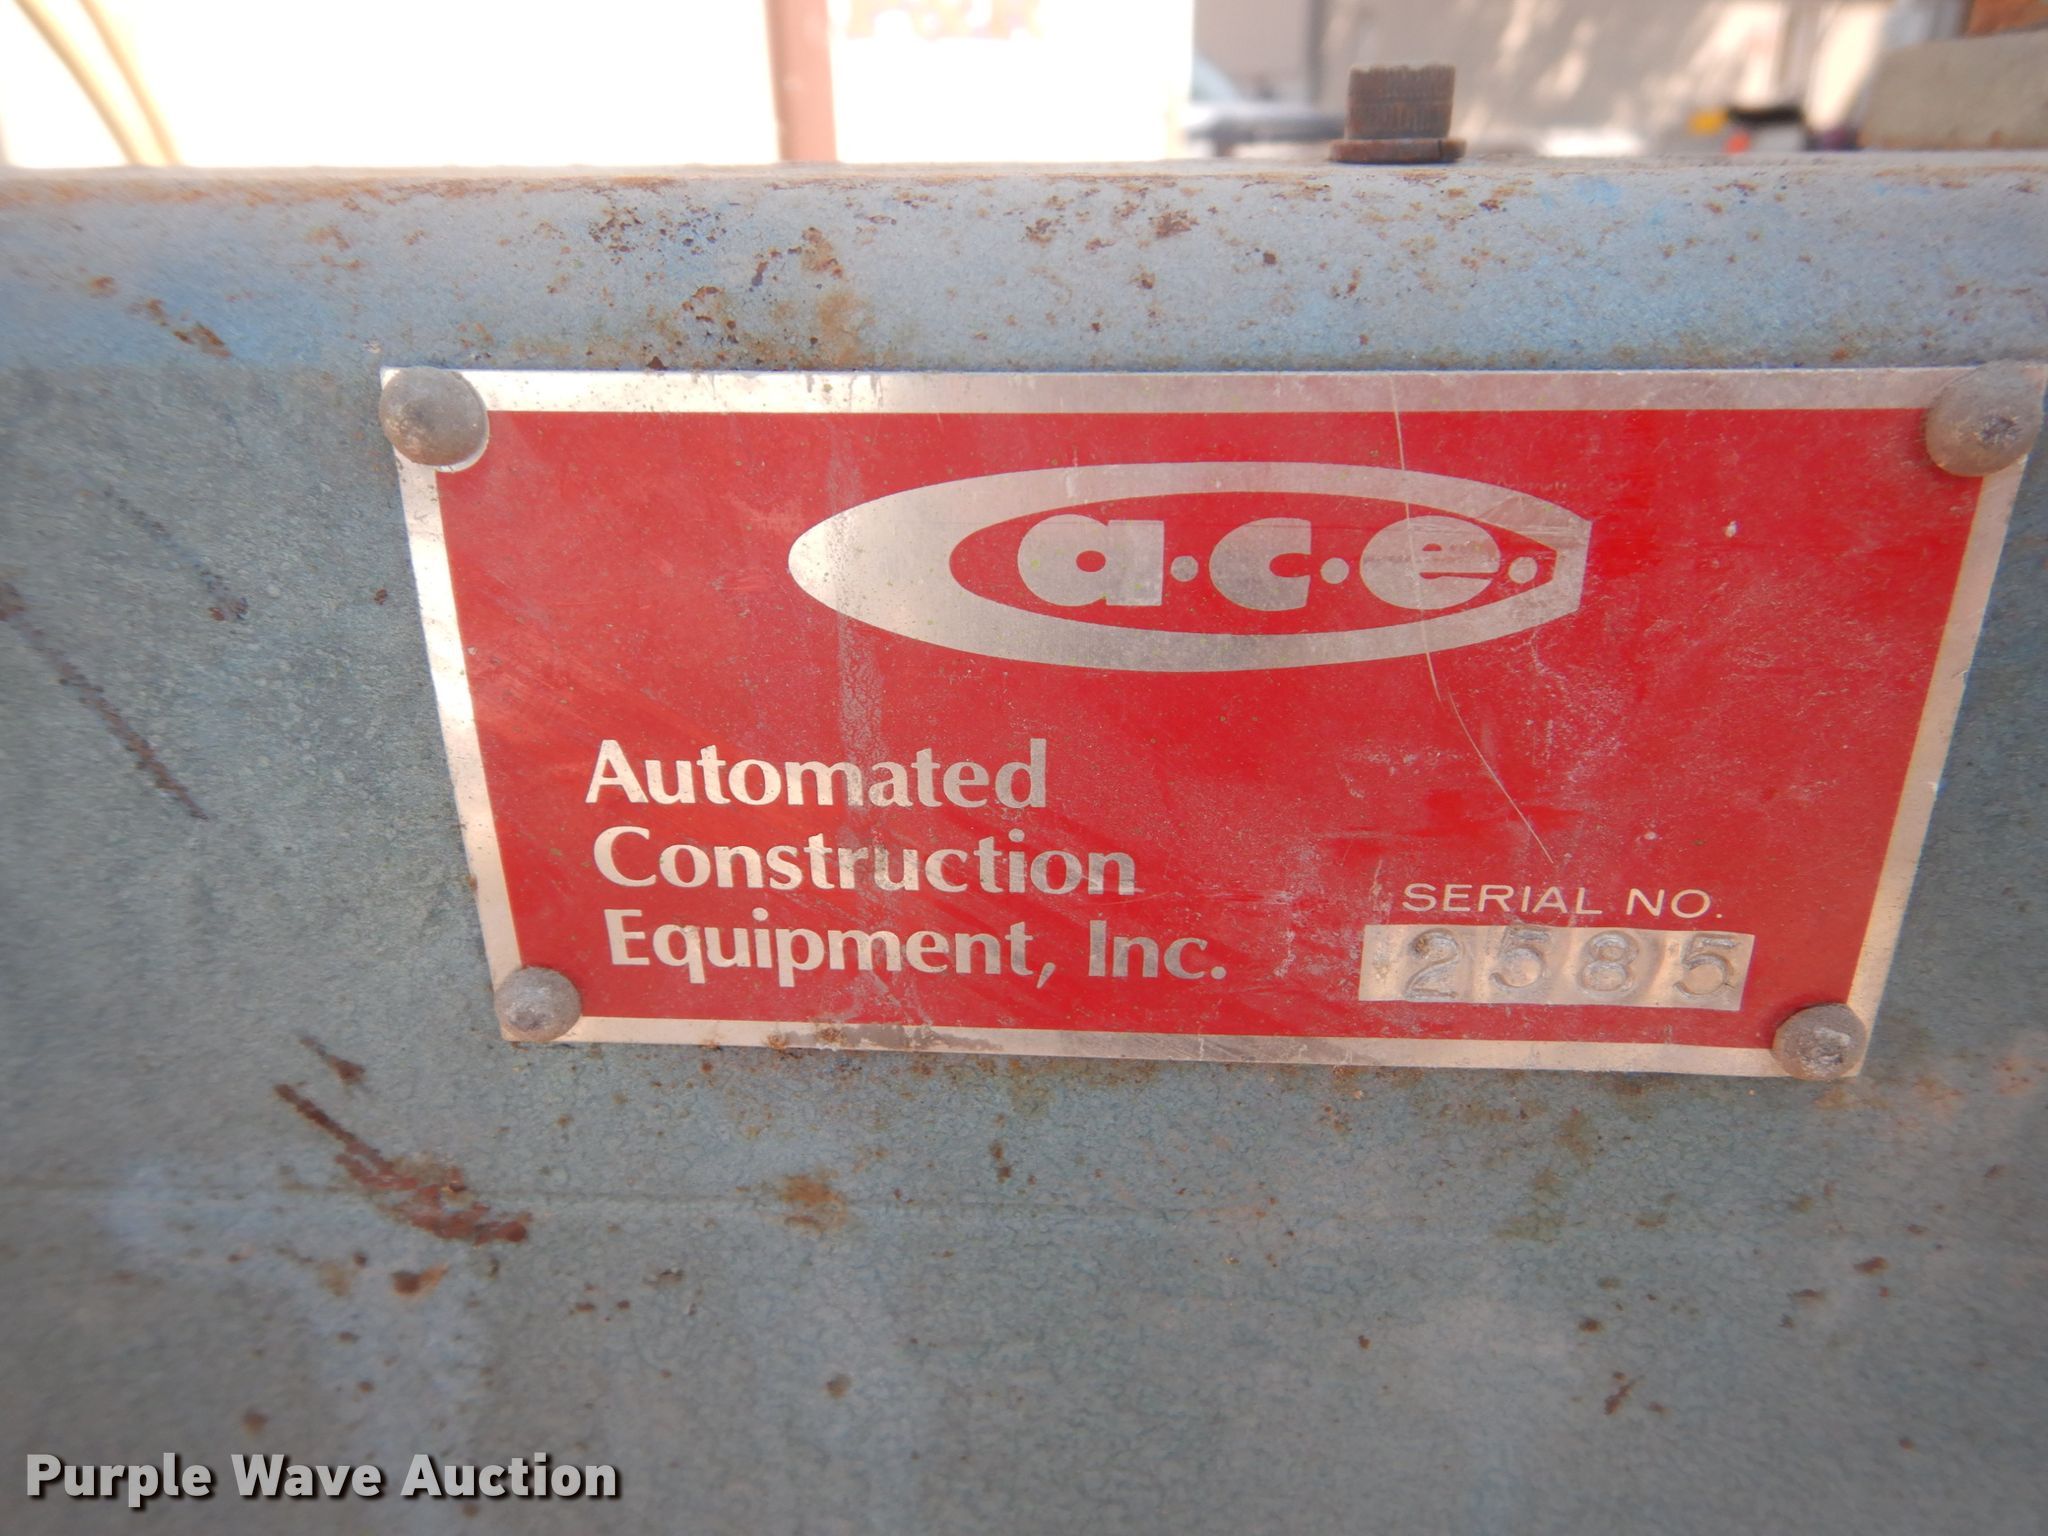 a.c.e.
Automated
Construction
Equipment, Inc.
SERIAL NO.
2585
Purple Wave Auction